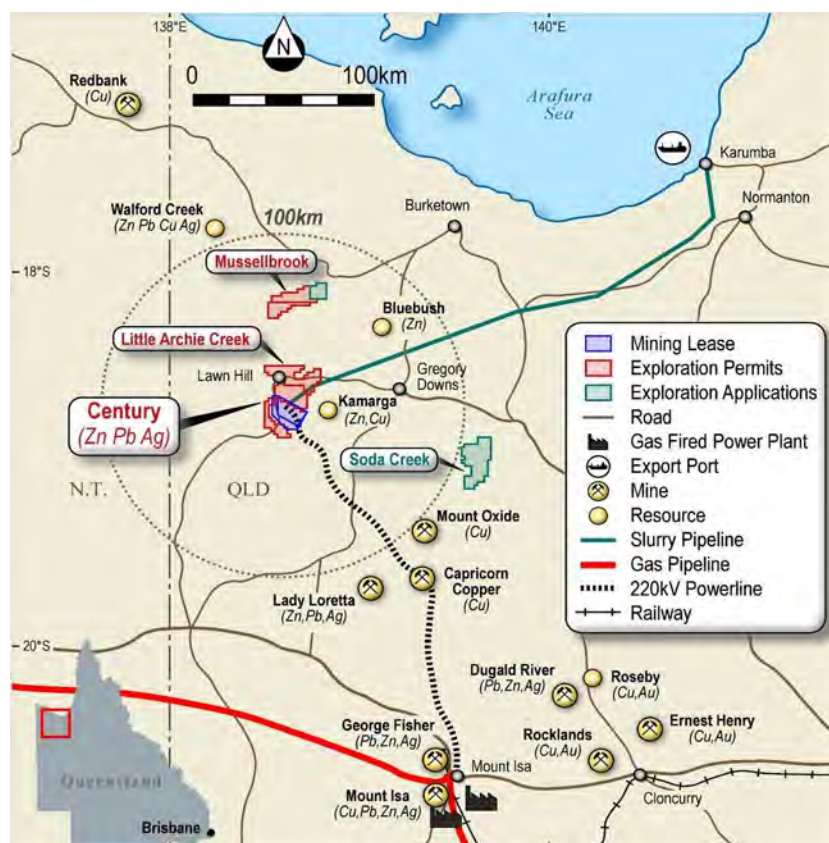 138°E
140°E
N
0
100km
Redbank
(Cu)
Arafura
Sea
Karumba
Normanton
Walford Creek
(Zn Pb Cu Ag)
100km
Burketown
18°S
Mussellbrook
Bluebush
(Zn)
Little Archie Creek
Lawn Hill
Gregory
Downs
Century
(Zn Pb Ag)
Kamarga
(Zn,Cu)
Soda Creek
N.T.
QLD
Mount Oxide
(Cu)
Capricorn
Copper
(Cu)
Lady Loretta
(Zn,Pb,Ag)
Mining Lease
Exploration Permits
Exploration Applications
Road
Gas Fired Power Plant
Export Port
Mine
Resource
Slurry Pipeline
Gas Pipeline
220kV Powerline
Railway
20°S
Dugald River
(Pb,Zn,Ag)
Roseby
(Cu,Au)
George Fisher
(Pb,Zn,Ag)
Rocklands
(Cu,Au)
Ernest Henry
(Cu,Au)
Mount Isa
Mount Isa
(Cu,Pb,Zn,Ag)
Cloncurry
Queensland
Brisbane